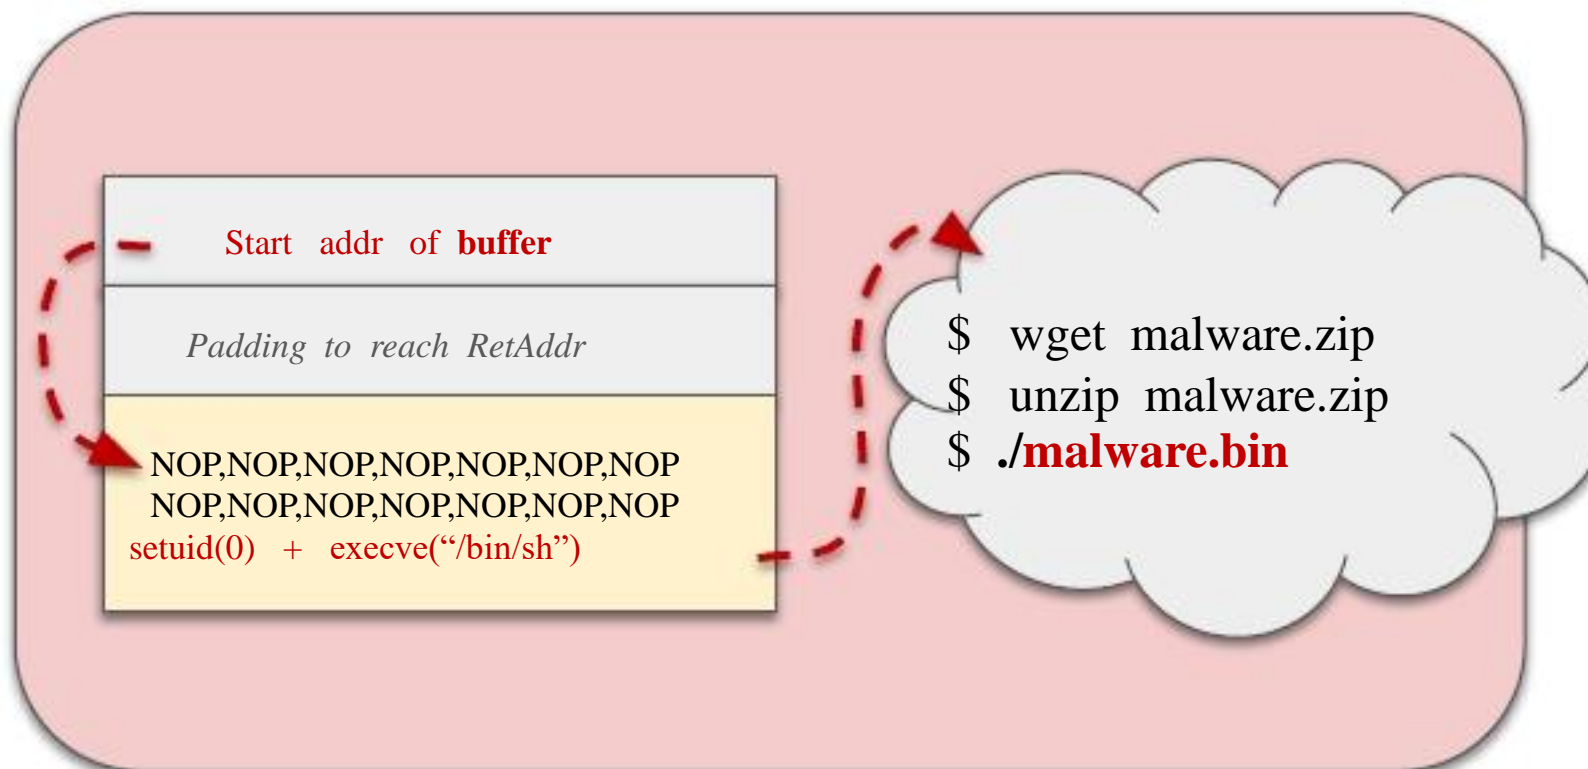 Start addr of buffer
Padding to reach RetAddr
NOP,NOP,NOP,NOP,NOP,NOP,NOP
NOP,NOP,NOP,NOP,NOP,NOP,NOP
setuid(0) + execve(“/bin/sh”)
$ wget malware.zip
$ unzip malware.zip
$ ./malware.bin